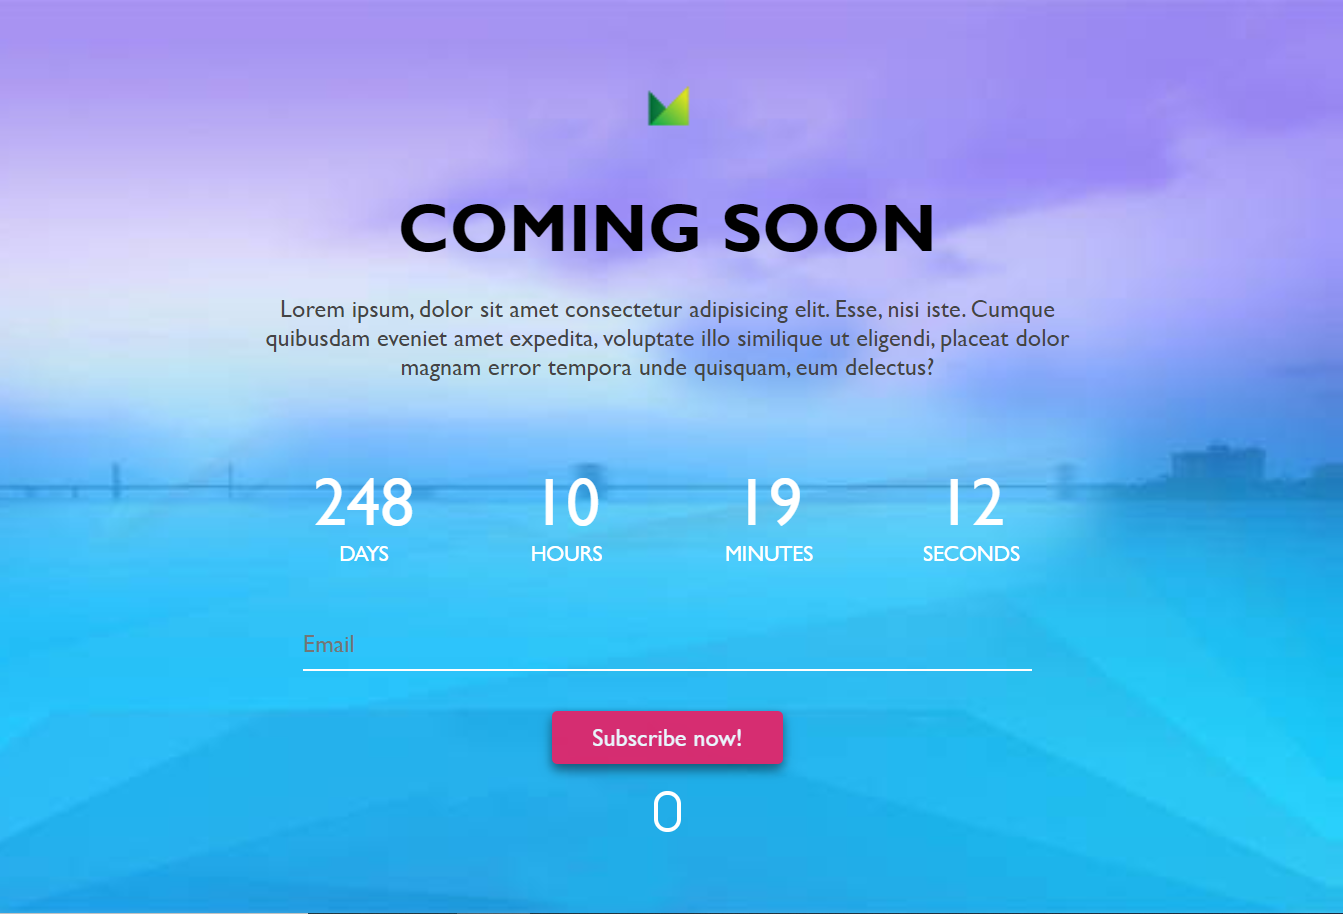 COMING SOON
Lorem ipsum, dolor sit amet consectetur adipisicing elit. Esse, nisi iste. Cumque
quibusdam eveniet amet expedita, voluptate illo similique ut eligendi, placeat dolor
magnam error tempora unde quisquam, eum delectus?
248 10 19 12
DAYS HOURS MINUTES SECONDS
Email
Subscribe now!